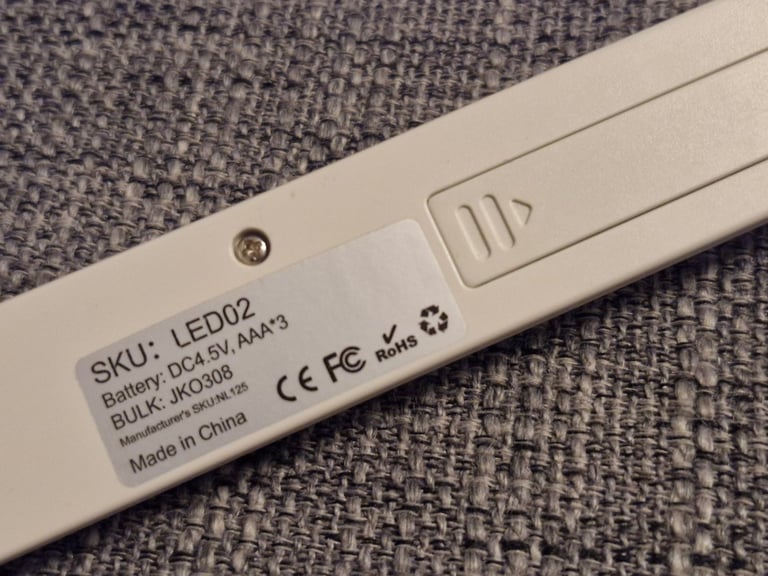 SKU: LED02
Battery: DC4.5V, AAA*3
BULK: JKO308
Manufacturer's SKU:NL125
Made in China
CE FC RoHS